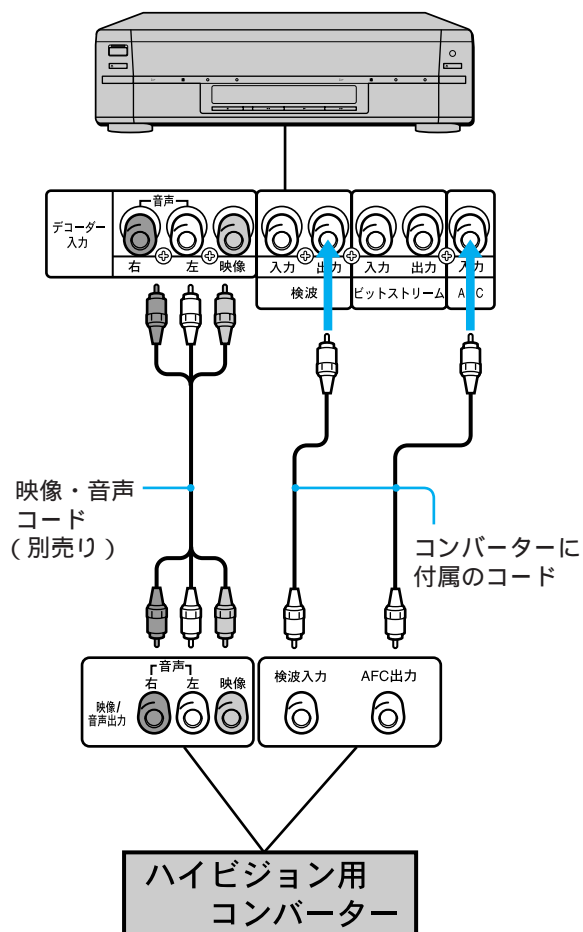 音声
デコーダー
入力
右 左 映像 入力 出力 入力 出力 入力
検波 ビットストリーム A C
映像・音声
コード
(別売り)
コンバーターに
付属のコード
音声
右 左 映像
映像/
音声出力
検波入力 AFC出力
ハイビジョン用
コンバーター